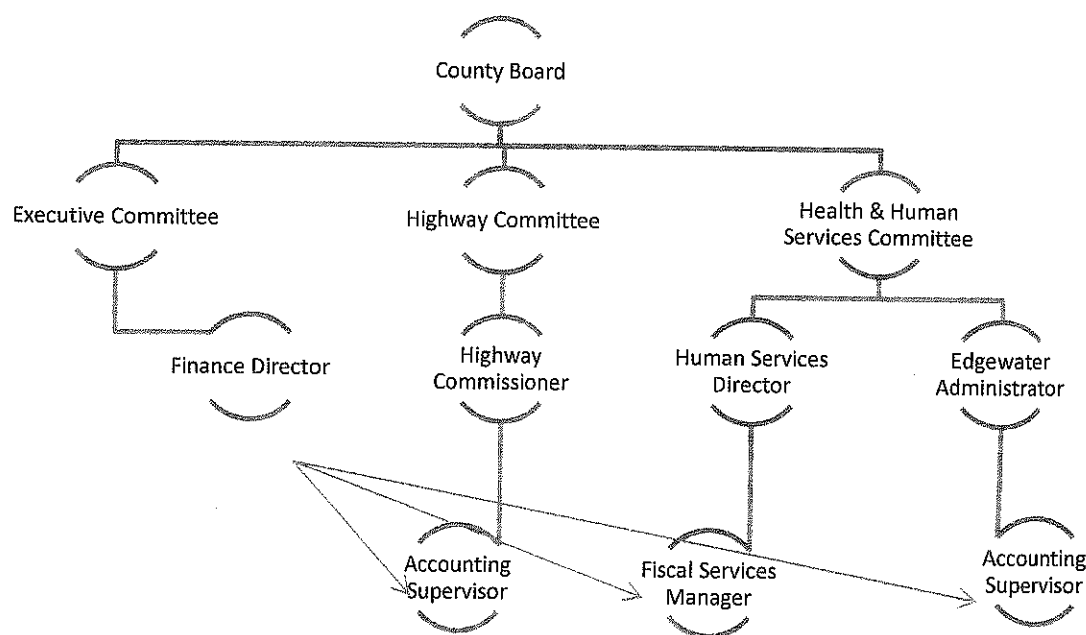 County Board
Executive Committee
Highway Committee
Health & Human
Services Committee
Finance Director
Highway
Commissioner
Human Services
Director
Edgewater
Administrator
Accounting
Supervisor
Fiscal Services
Manager
Accounting
Supervisor